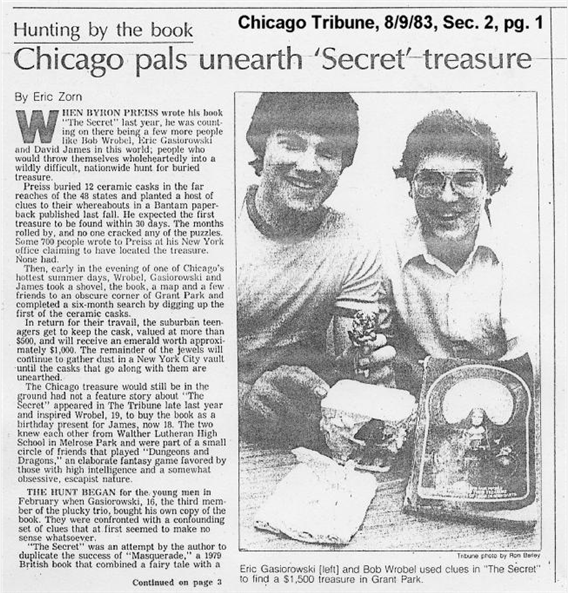 Hunting by the book
Chicago Tribune, 8/9/83, Sec. 2, pg. 1
Chicago pals unearth 'Secret' treasure
By Eric Zorn
WHEN BYRON PREISS wrote his book
"The Secret" last year, he was count-
ing on there being a few more people
like Bob Wrobel, Eric Gasiorowski
and David James in this world; people who
would throw themselves wholeheartedly into a
wildly difficult, nationwide hunt for buried
treasure.
Preiss buried 12 ceramic casks in the far
reaches of the 48 states and planted a host of
clues to their whereabouts in a Bantam paper-
back published last fall. He expected the first
treasure to be found within 30 days. The months
rolled by, and no one cracked any of the puzzles.
Some 700 people wrote to Preiss at his New York
office claiming to have located the treasure.
None had.
Then, early in the evening of one of Chicago's
hottest summer days, Wrobel, Gasiorowski and
James took a shovel, the book, a map and a few
friends to an obscure corner of Grant Park and
completed a six-month search by digging up the
first of the ceramic casks.
In return for their travail, the suburban teen-
agers get to keep the cask, valued at more than
$500, and will receive an emerald worth approxi-
mately $1,000. The remainder of the jewels will
continue to gather dust in a New York City vault
until the casks that go along with them are
unearthed.
The Chicago treasure would still be in the
ground had not a feature story about "The
Secret" appeared in The Tribune late last year
and inspired Wrobel, 19, to buy the book as a
birthday present for James, now 18. The two
knew each other from Walther Lutheran High
School in Melrose Park and were part of a small
circle of friends that played "Dungeons and
Dragons," an elaborate fantasy game favored by
those with high intelligence and a somewhat
obsessive, escapist nature.
THE HUNT BEGAN for the young men in
February when Gasiorowski, 16, the third mem-
ber of the plucky trio, bought his own copy of the
book. They were confronted with a confounding
set of clues that at first seemed to make no
sense whatsoever.
"The Secret" was an attempt by the author to
duplicate the success of "Masquerade," a 1979
British book that combined a fairy tale with a
Continued on page 3
Tribune photo by Ron Bailey
Eric Gasiorowski [left] and Bob Wrobel used clues in "The Secret"
to find a $1,500 treasure in Grant Park.